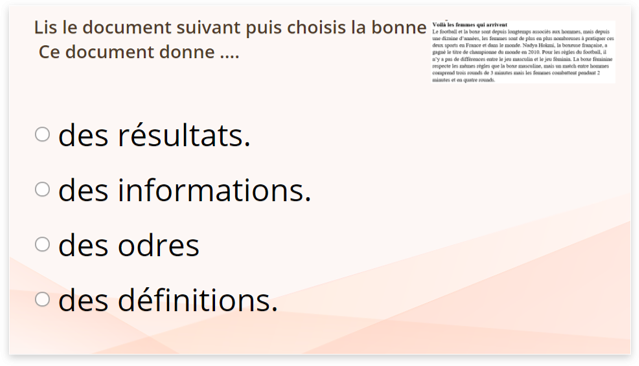 Lis le document suivant puis choisis la bonne
Ce document donne ....
Voilà les femmes qui arrivent
Le football et la boxe sont depuis longtemps associés aux hommes, mais depuis
une dizaine d'années, les femmes sont de plus en plus nombreuses à pratiquer ces
deux sports en France et dans le monde. Nadya Hokmi, la boxeuse française, a
gagné le titre de championne du monde en 2016. Pour les règles du football, il
n'y a pas de différences entre le jeu masculin et le jeu féminin. La boxe féminine
respecte les mêmes règles que la boxe masculine, mais un match entre hommes
comprend trois rounds de 3 minutes mais les femmes combattent pendant 2
minutes et en quatre rounds.
des résultats.
des informations.
des odres
des définitions.